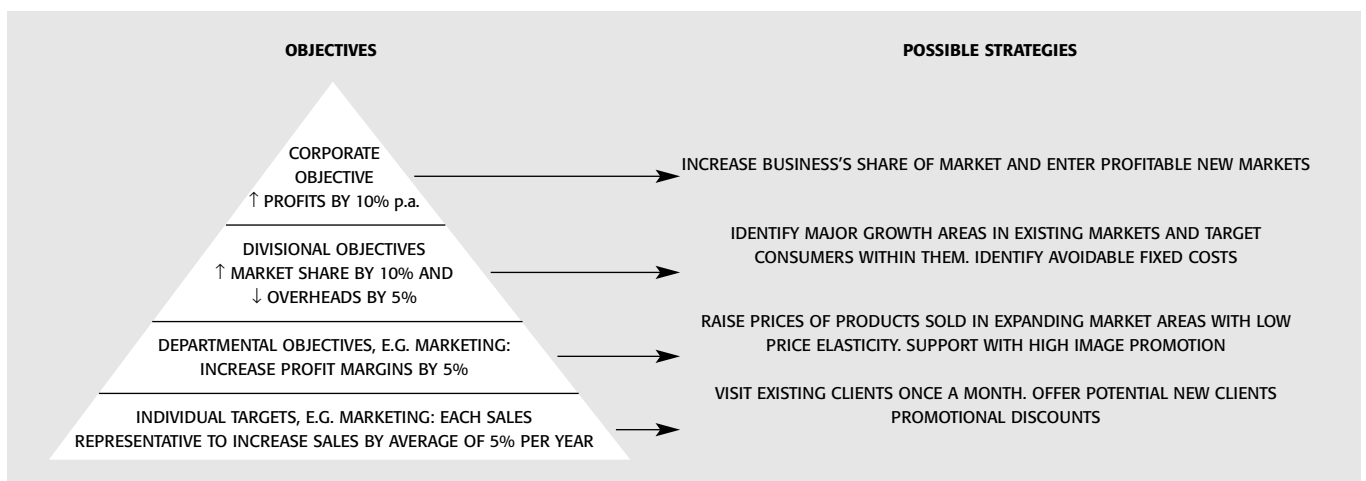 OBJECTIVES
POSSIBLE STRATEGIES
CORPORATE
OBJECTIVE
↑ PROFITS BY 10% p.a.
INCREASE BUSINESS'S SHARE OF MARKET AND ENTER PROFITABLE NEW MARKETS
DIVISIONAL OBJECTIVES
↑ MARKET SHARE BY 10% AND
↓ OVERHEADS BY 5%
IDENTIFY MAJOR GROWTH AREAS IN EXISTING MARKETS AND TARGET
CONSUMERS WITHIN THEM. IDENTIFY AVOIDABLE FIXED COSTS
DEPARTMENTAL OBJECTIVES, E.G. MARKETING:
INCREASE PROFIT MARGINS BY 5%
RAISE PRICES OF PRODUCTS SOLD IN EXPANDING MARKET AREAS WITH LOW
PRICE ELASTICITY. SUPPORT WITH HIGH IMAGE PROMOTION
INDIVIDUAL TARGETS, E.G. MARKETING: EACH SALES
REPRESENTATIVE TO INCREASE SALES BY AVERAGE OF 5% PER YEAR
VISIT EXISTING CLIENTS ONCE A MONTH. OFFER POTENTIAL NEW CLIENTS
PROMOTIONAL DISCOUNTS